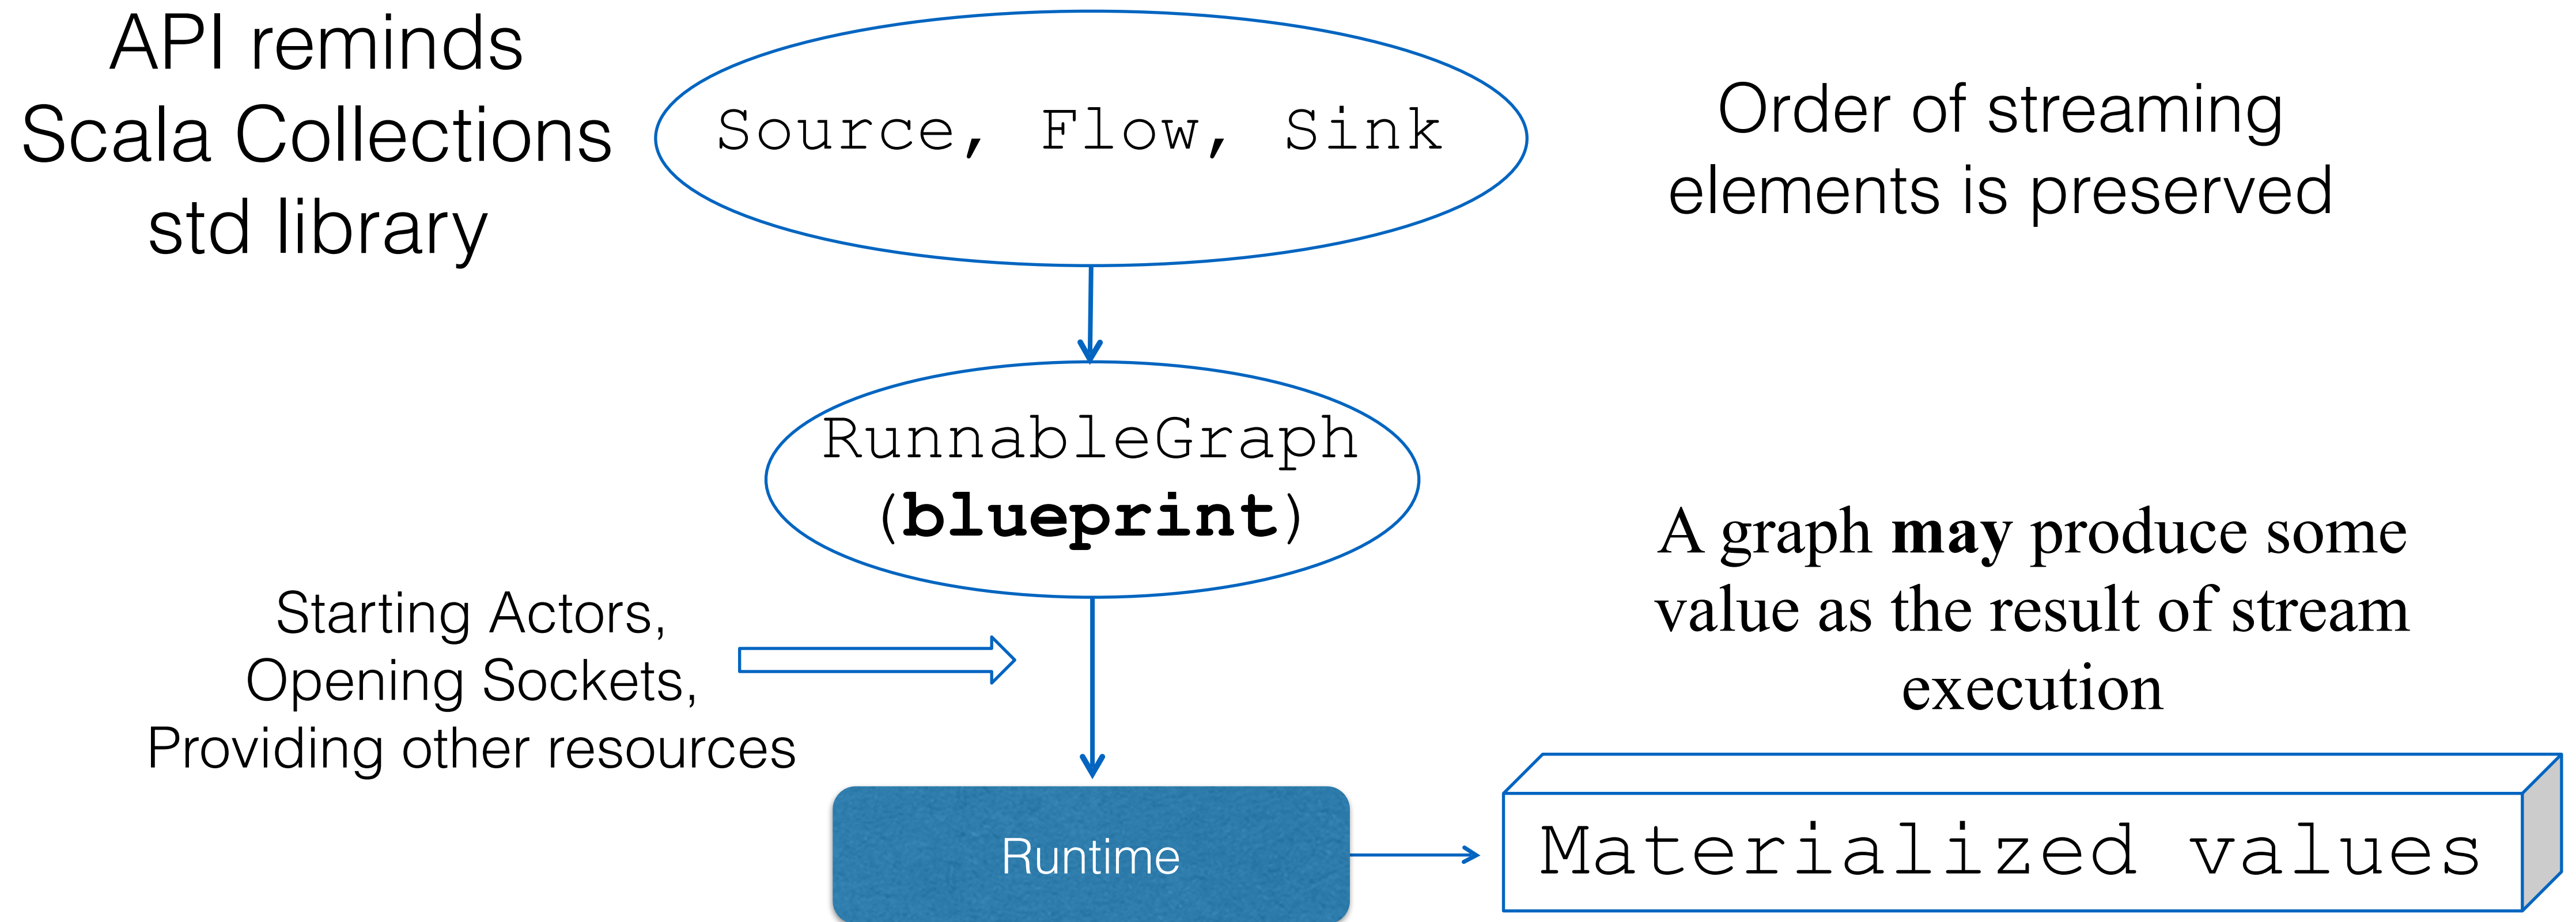 API reminds
Scala Collections
std library
Source, Flow, Sink
Order of streaming
elements is preserved
RunnableGraph
(blueprint)
Starting Actors,
Opening Sockets,
Providing other resources
A graph may produce some
value as the result of stream
execution
Runtime
Materialized values